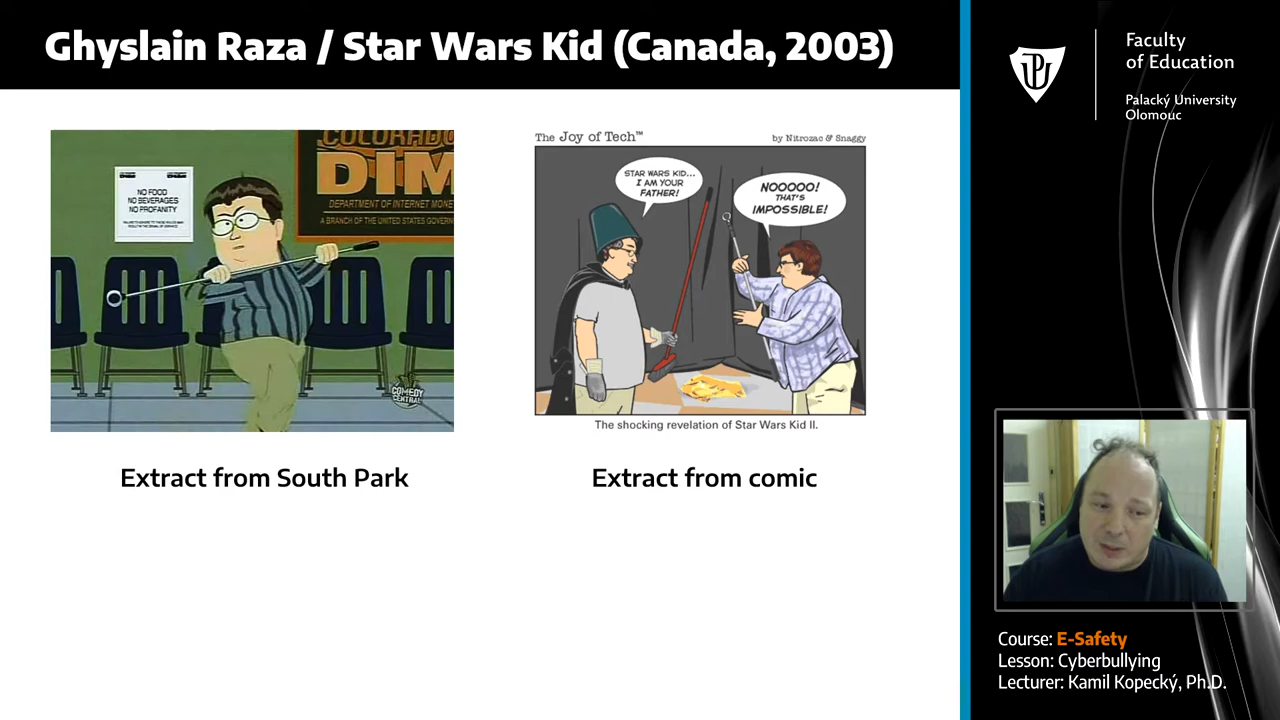 Ghyslain Raza / Star Wars Kid (Canada, 2003)
NO FOOD
NO BEVERAGES
NO PROFANITY
COLORADO
DIM
DEPARTMENT OF INTERNET MONE
A BRANCH OF THE UNITED STATES GOVERN
COMEDY
CENTRAL
Extract from South Park
The Joy of Tech™
by Nitrozac & Snaggy
STAR WARS KID...
I AM YOUR
FATHER!
NOOOOO!
THAT'S
IMPOSSIBLE!
The shocking revelation of Star Wars Kid II.
Extract from comic
Faculty
of Education
Palacký University
Olomouc
Course: E-Safety
Lesson: Cyberbullying
Lecturer: Kamil Kopecký, Ph.D.